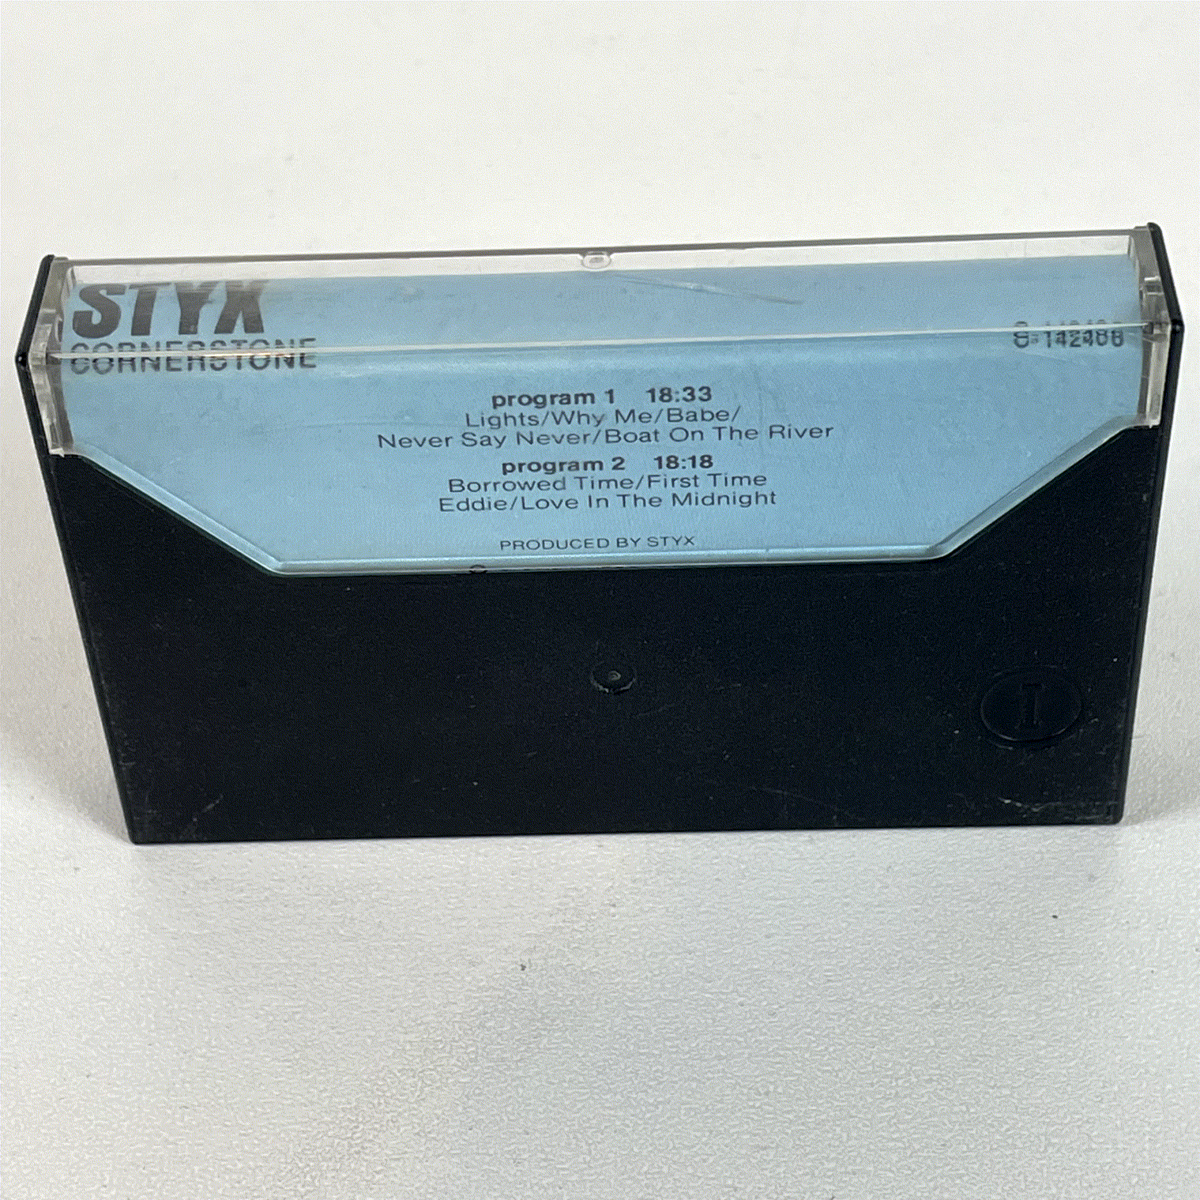 STYX
CORNERSTONE
program 1 18:33
Lights/Why Me/Babe/
Never Say Never/Boat On The River
program 2 18:18
Borrowed Time/First Time
Eddie/Love In The Midnight
PRODUCED BY STYX
I